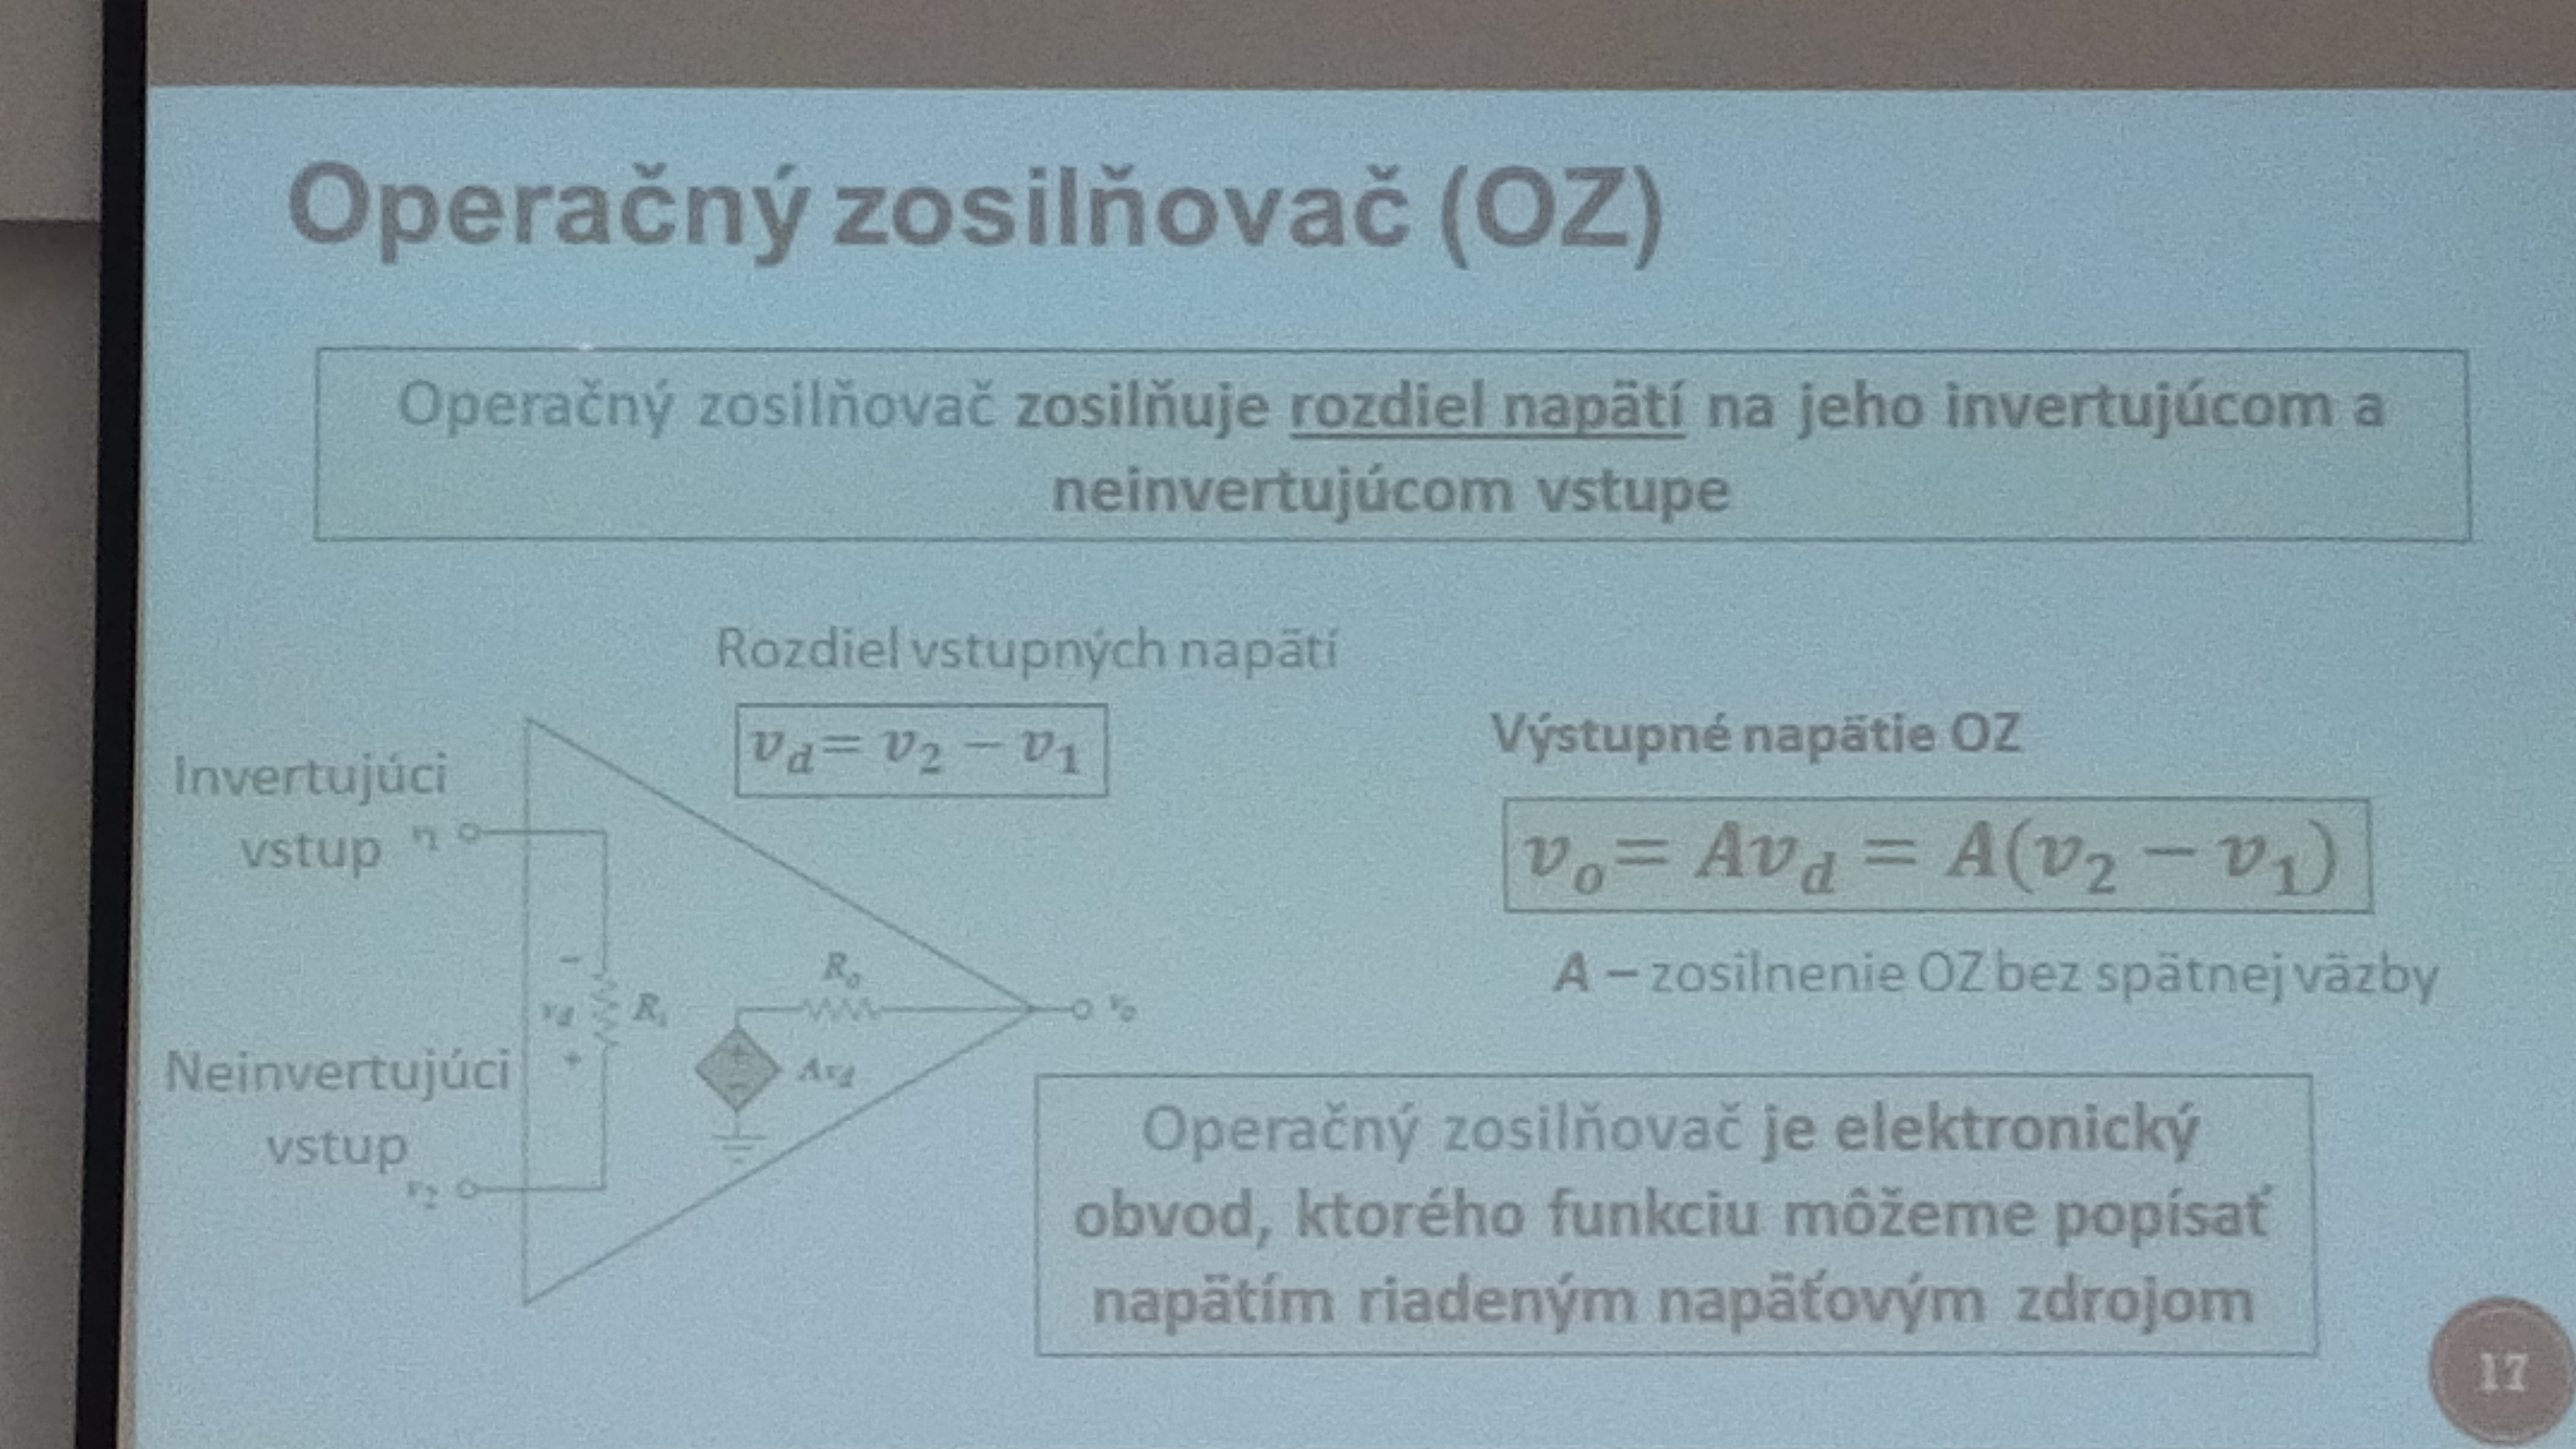 Operačný zosilňovač (OZ)
Operačný zosilňovač zosilňuje rozdiel napätí na jeho invertujúcom a
neinvertujúcom vstupe
Rozdiel vstupných napätí
v_d = v_2 − v_1
Invertujúci
vstup v_1
− 
v_d R_i
+
Neinvertujúci
vstup
v_2
R_o
v_o
+
−
Av_d
Výstupné napätie OZ
v_o = Av_d = A(v_2 − v_1)
A – zosilnenie OZ bez spätnej väzby
Operačný zosilňovač je elektronický
obvod, ktorého funkciu môžeme popísať
napätím riadeným napäťovým zdrojom
17